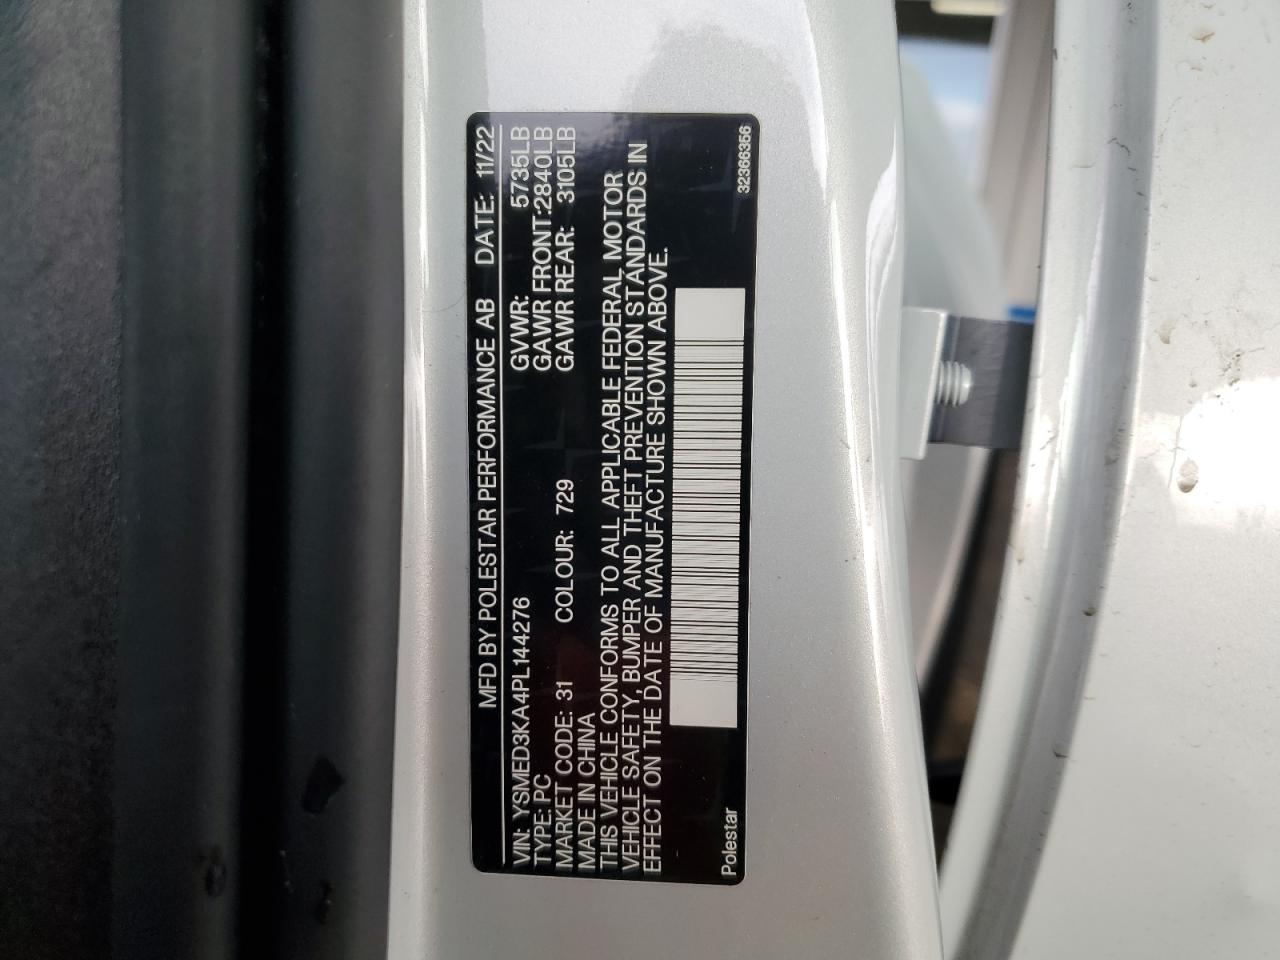 MFD BY POLESTAR PERFORMANCE AB DATE: 11/22
VIN: YSMED3KA4PL144276 GVWR: 5735LB
TYPE: PC GAWR FRONT:2840LB
MARKET CODE: 31 COLOUR: 729 GAWR REAR: 3105LB
MADE IN CHINA
THIS VEHICLE CONFORMS TO ALL APPLICABLE FEDERAL MOTOR
VEHICLE SAFETY, BUMPER AND THEFT PREVENTION STANDARDS IN
EFFECT ON THE DATE OF MANUFACTURE SHOWN ABOVE.
Polestar 32366356